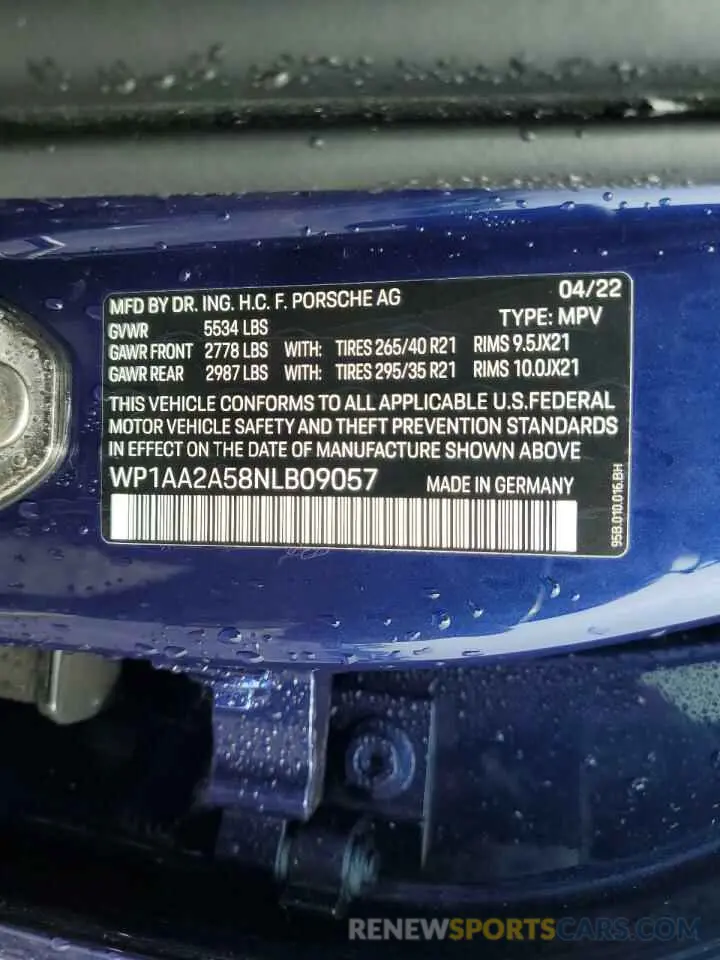 MFD BY DR. ING. H.C. F. PORSCHE AG 04/22
GVWR 5534 LBS TYPE: MPV
GAWR FRONT 2778 LBS WITH: TIRES 265/40 R21 RIMS 9.5JX21
GAWR REAR 2987 LBS WITH: TIRES 295/35 R21 RIMS 10.0JX21
THIS VEHICLE CONFORMS TO ALL APPLICABLE U.S.FEDERAL
MOTOR VEHICLE SAFETY AND THEFT PREVENTION STANDARDS
IN EFFECT ON THE DATE OF MANUFACTURE SHOWN ABOVE
WP1AA2A58NLB09057 MADE IN GERMANY
95B.010.016.BH
RENEWSPORTSCARS.COM